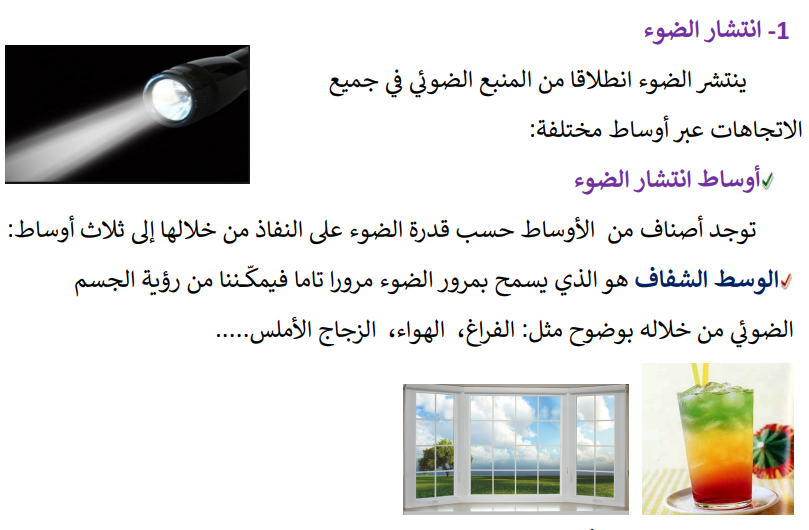 1- انتشار الضوء
ينتشر الضوء انطلاقا من المنبع الضوئي في جميع
الاتجاهات عبر أوساط مختلفة:
✓أوساط انتشار الضوء
توجد أصناف من الأوساط حسب قدرة الضوء على النفاذ من خلالها إلى ثلاث أوساط:
✓الوسط الشفاف هو الذي يسمح بمرور الضوء مرورا تاما فيمكّننا من رؤية الجسم
الضوئي من خلاله بوضوح مثل: الفراغ، الهواء، الزجاج الأملس.....